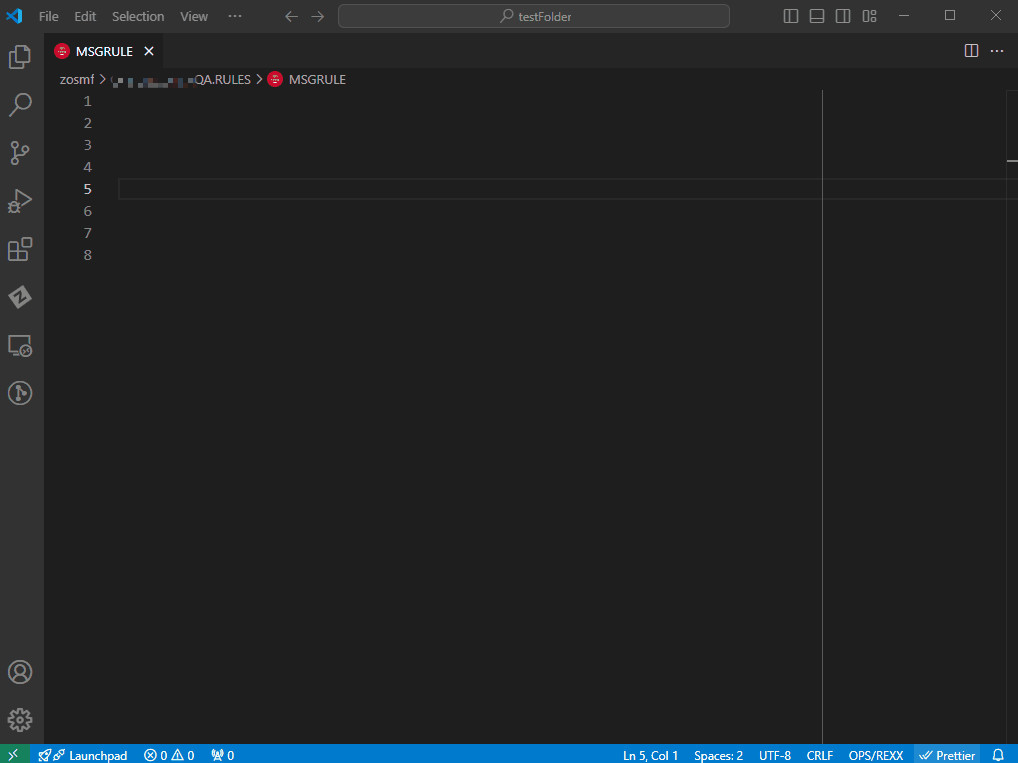 File Edit Selection View ··· testFolder
MSGRULE
zosmf > QA.RULES > MSGRULE
1
2
3
4
5
6
7
8
Launchpad 0 0 0 Ln 5, Col 1 Spaces: 2 UTF-8 CRLF OPS/REXX Prettier